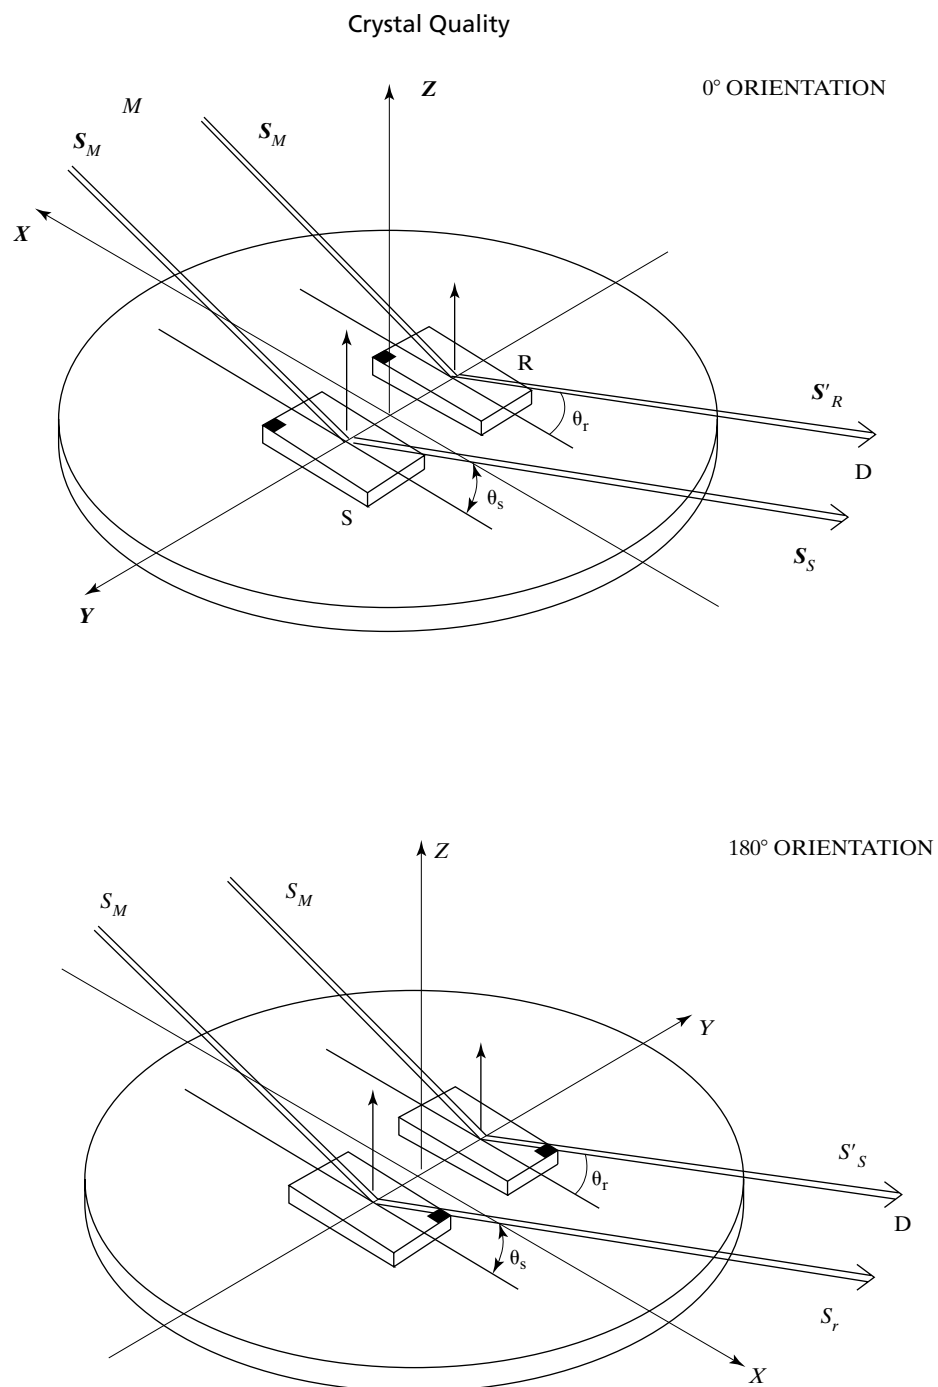 Crystal Quality
Z
0° ORIENTATION
M
S_M
S_M
X
R
S'_R
θ_r
D
θ_s
S
S_S
Y
180° ORIENTATION
Z
S_M
S_M
Y
S'_S
θ_r
D
θ_s
S_r
X